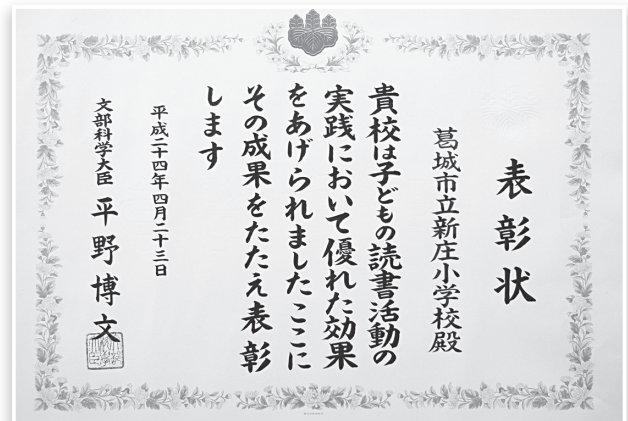 表彰状
葛城市立新庄小学校殿
貴校は子どもの読書活動の
実践において優れた効果
をあげられましたここに
その成果をたたえ表彰
します
平成二十四年四月二十三日
文部科学大臣 平野博文